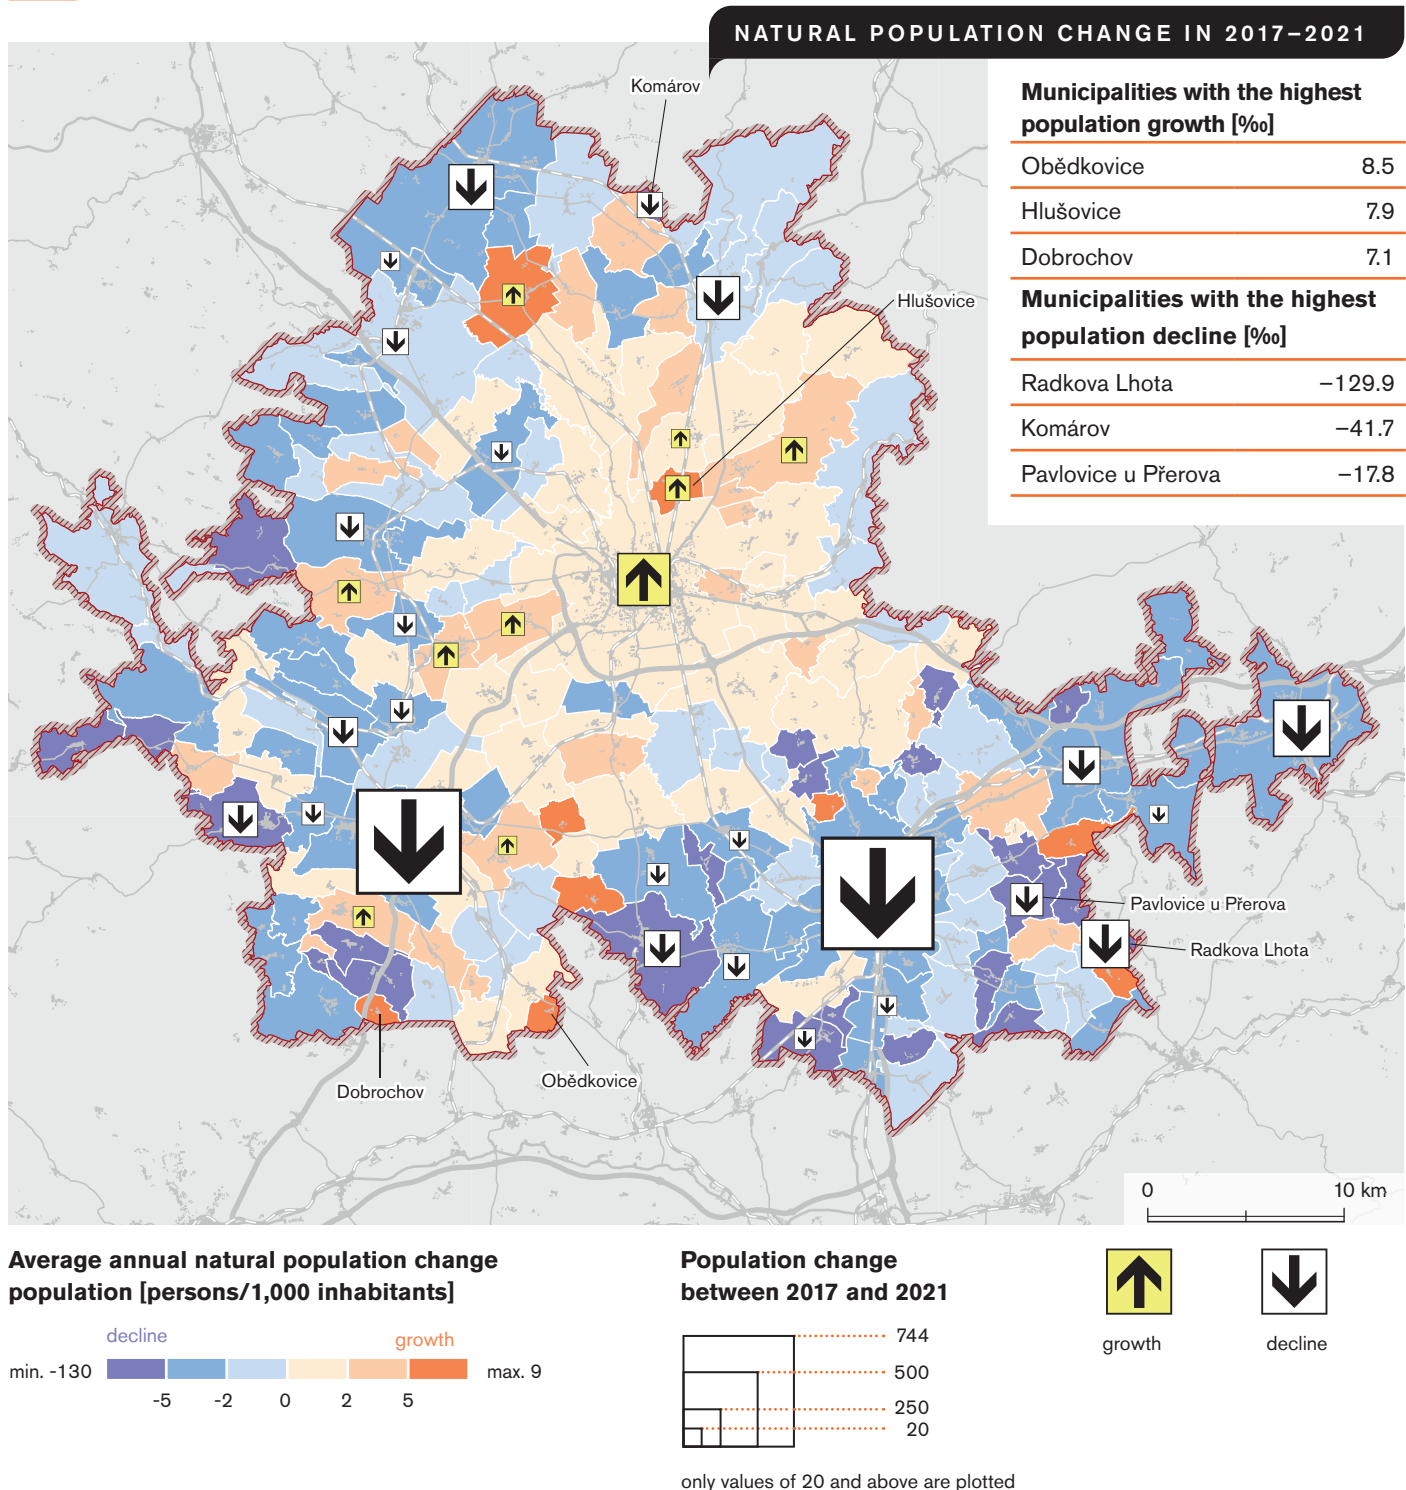 NATURAL POPULATION CHANGE IN 2017–2021
Municipalities with the highest
population growth [‰]
Obědkovice 8.5
Hlušovice 7.9
Dobrochov 7.1
Municipalities with the highest
population decline [‰]
Radkova Lhota −129.9
Komárov −41.7
Pavlovice u Přerova −17.8
Komárov
Hlušovice
Pavlovice u Přerova
Radkova Lhota
Obědkovice
Dobrochov
0 10 km
Average annual natural population change
population [persons/1,000 inhabitants]
decline growth
min. -130 max. 9
-5 -2 0 2 5
Population change
between 2017 and 2021
744
500
250
20
only values of 20 and above are plotted
growth decline